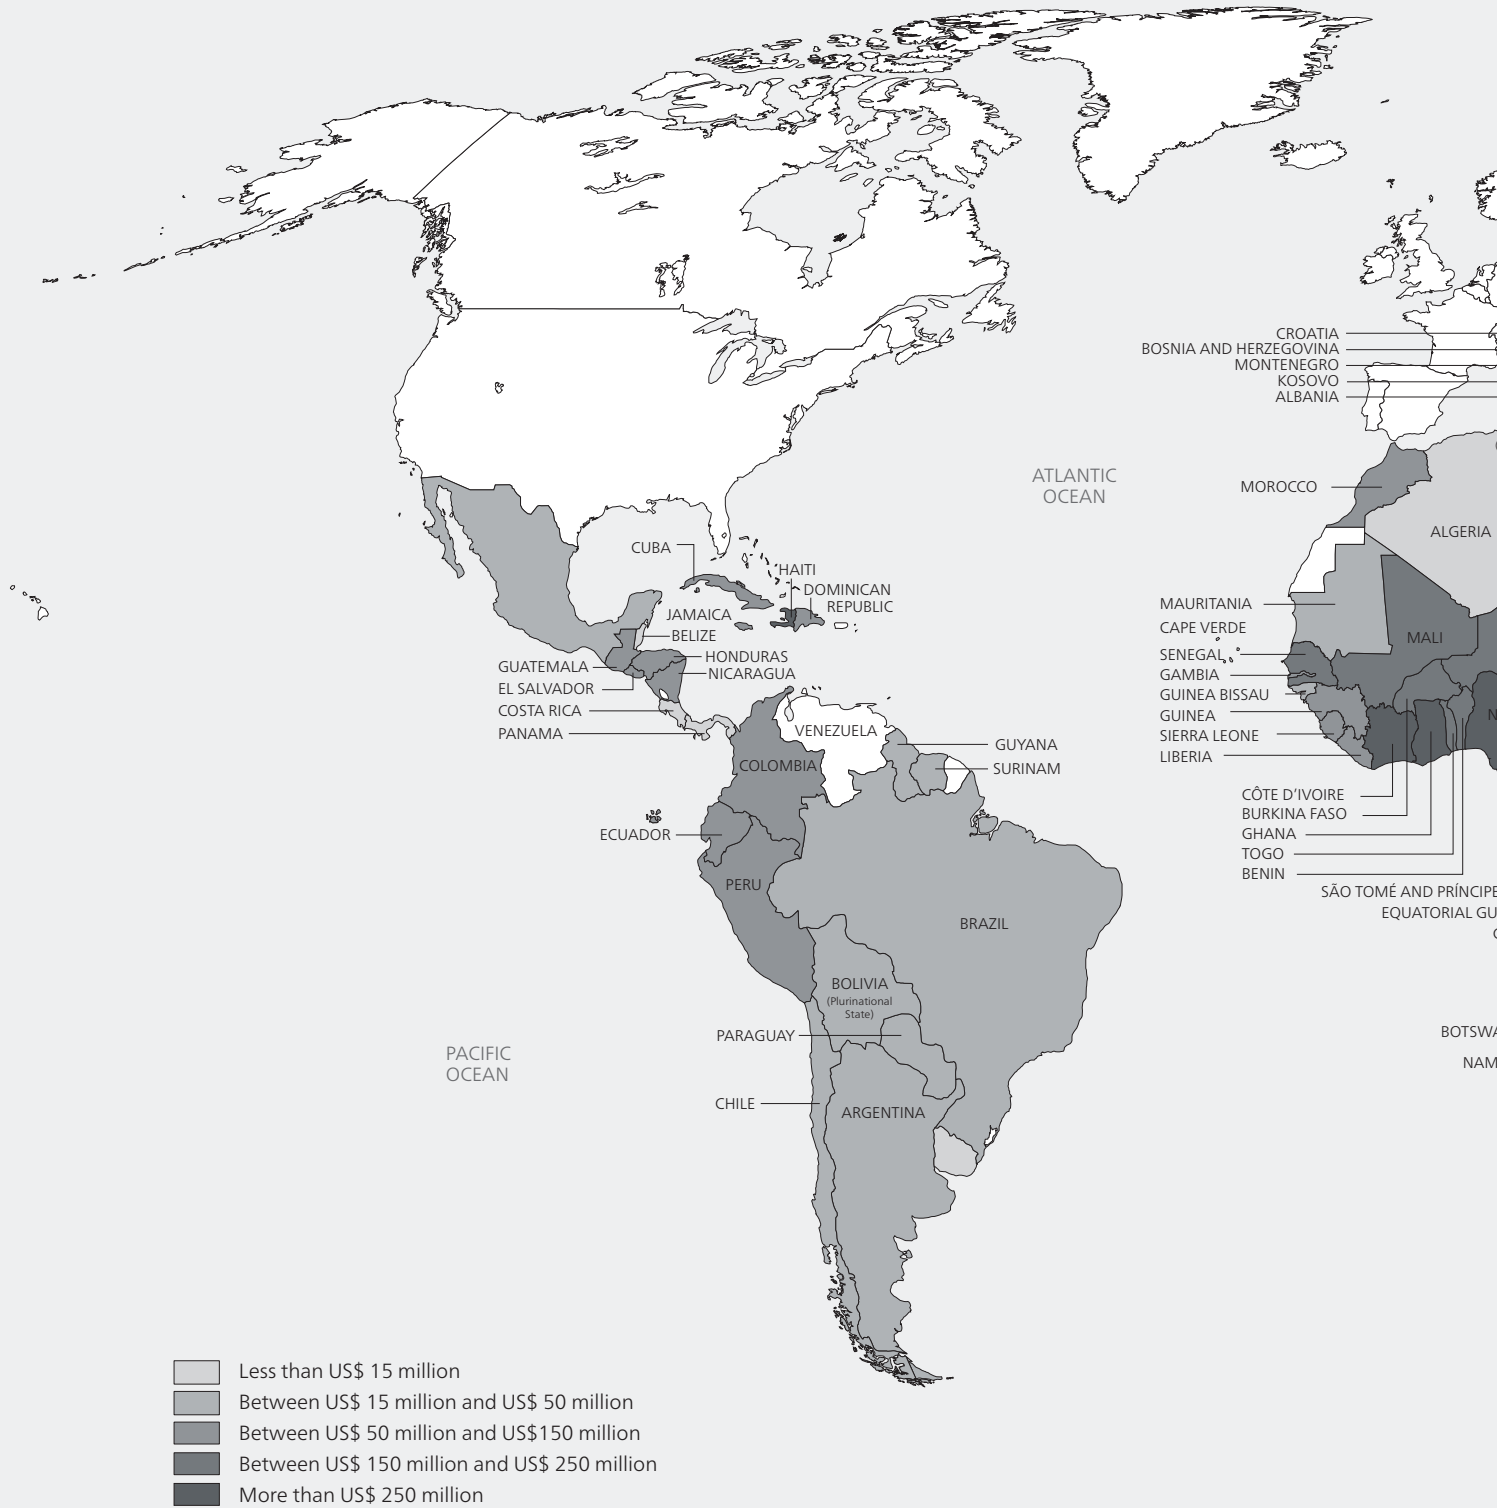 CROATIA
BOSNIA AND HERZEGOVINA
MONTENEGRO
KOSOVO
ALBANIA
ATLANTIC
OCEAN
MOROCCO
ALGERIA
CUBA
HAITI
DOMINICAN
REPUBLIC
JAMAICA
BELIZE
HONDURAS
NICARAGUA
GUATEMALA
EL SALVADOR
COSTA RICA
PANAMA
MAURITANIA
CAPE VERDE
MALI
SENEGAL
GAMBIA
GUINEA BISSAU
GUINEA
SIERRA LEONE
LIBERIA
N
VENEZUELA
GUYANA
SURINAM
COLOMBIA
ECUADOR
PERU
BRAZIL
CÔTE D'IVOIRE
BURKINA FASO
GHANA
TOGO
BENIN
SÃO TOMÉ AND PRÍNCIPE
EQUATORIAL GU
BOLIVIA
(Plurinational
State)
PARAGUAY
PACIFIC
OCEAN
CHILE
ARGENTINA
BOTSWA
NAM
Less than US$ 15 million
Between US$ 15 million and US$ 50 million
Between US$ 50 million and US$150 million
Between US$ 150 million and US$ 250 million
More than US$ 250 million